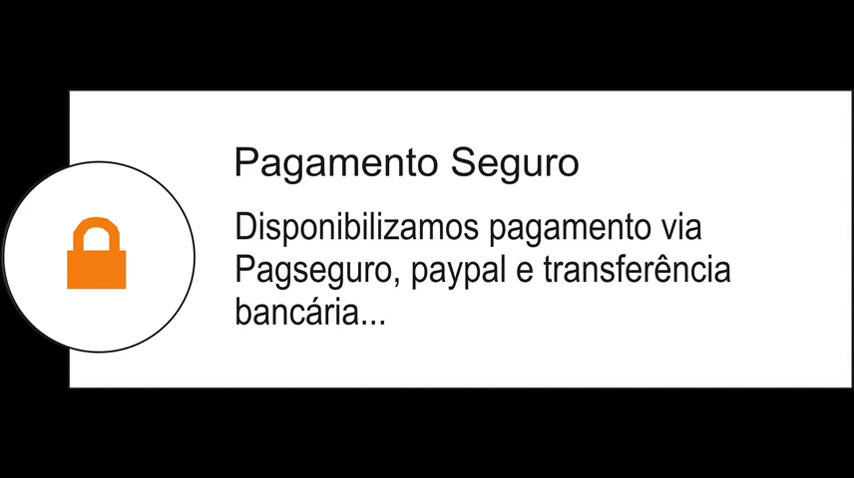 Pagamento Seguro
Disponibilizamos pagamento via
Pagseguro, paypal e transferência
bancária...